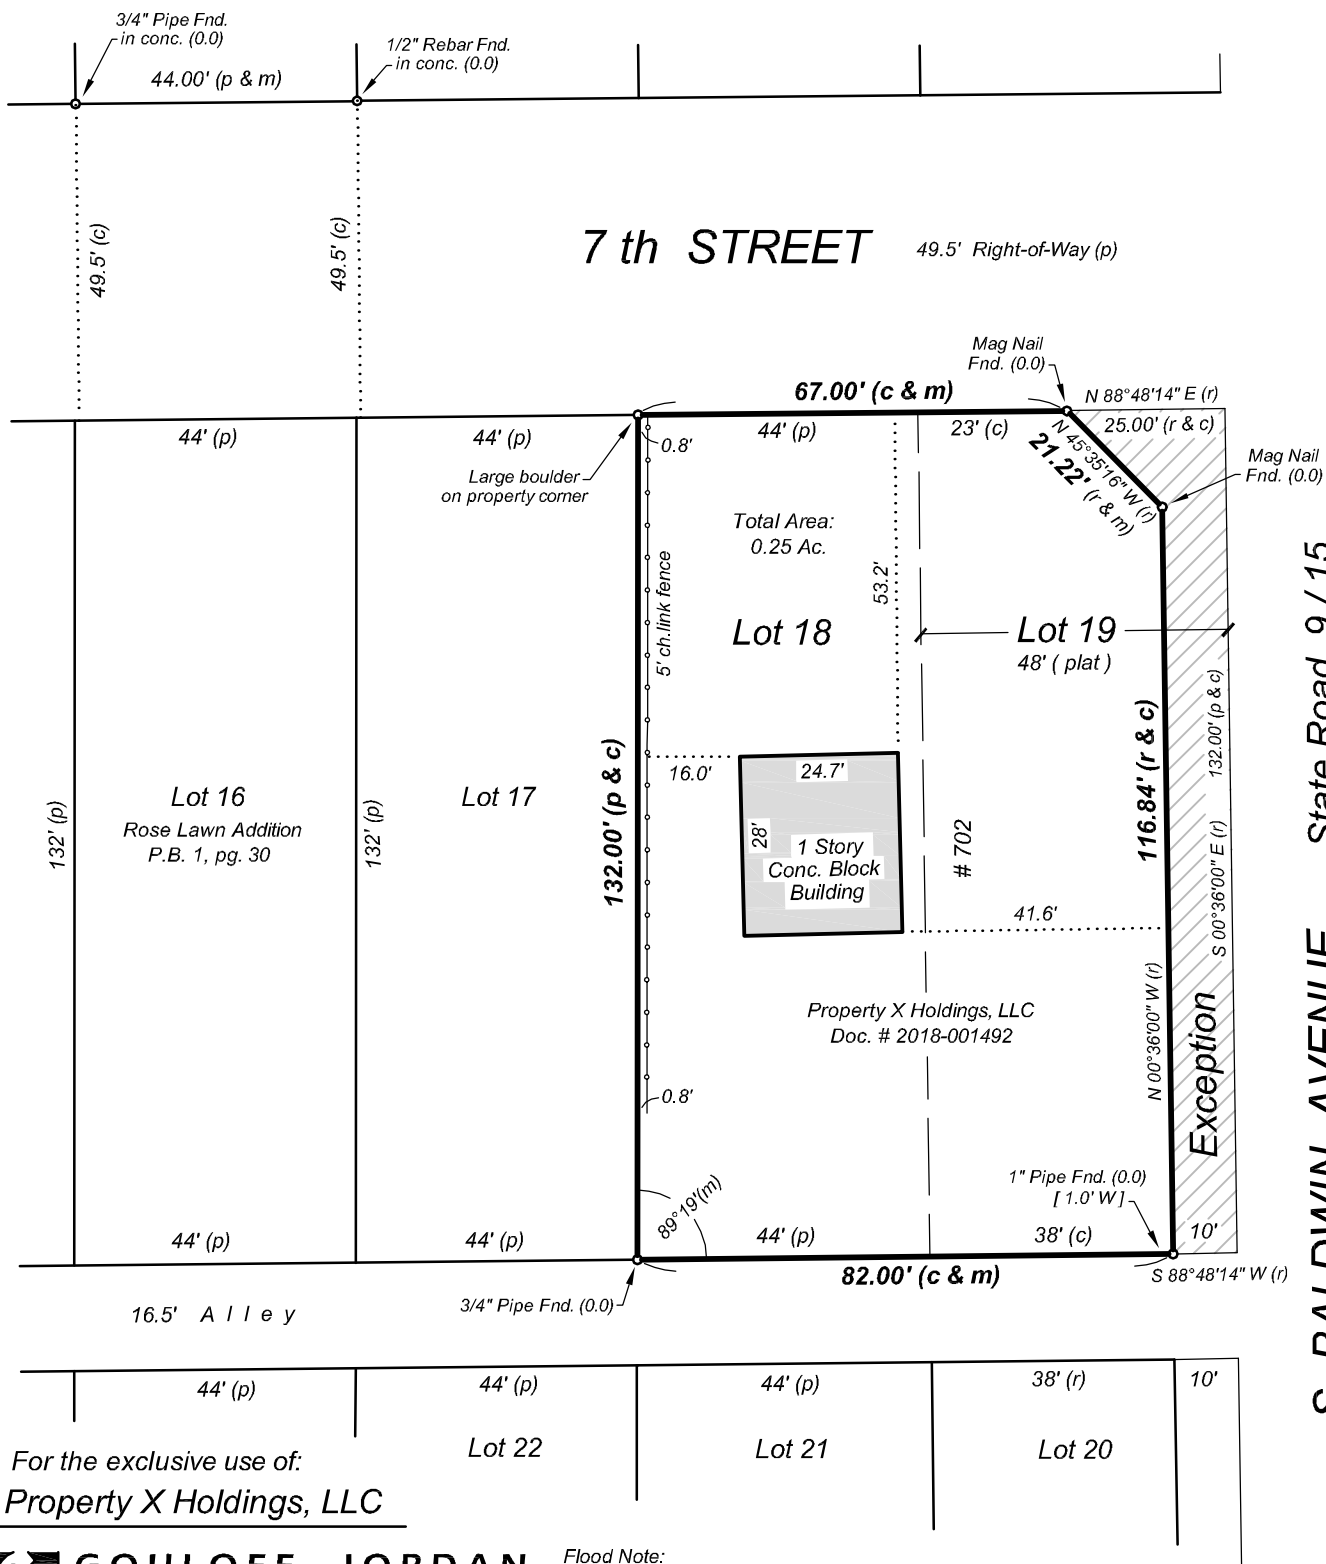 3/4" Pipe Fnd.
in conc. (0.0)
1/2" Rebar Fnd.
in conc. (0.0)
44.00' (p & m)
49.5' (c)
49.5' (c)
7 th STREET
49.5' Right-of-Way (p)
Mag Nail
Fnd. (0.0)
67.00' (c & m)
N 88°48'14" E (r)
44' (p)
44' (p)
0.8'
44' (p)
23' (c)
25.00' (r & c)
N 45°35'16" W (r)
21.22' (r & m)
Mag Nail
Fnd. (0.0)
Large boulder
on property corner
Total Area:
0.25 Ac.
5' ch.link fence
53.2'
Lot 18
Lot 19
48' ( plat )
State Road 9 / 15
132.00' (p & c)
116.84' (r & c)
132.00' (p & c)
16.0'
24.7'
28'
1 Story
Conc. Block
Building
# 702
Lot 16
Rose Lawn Addition
P.B. 1, pg. 30
132' (p)
132' (p)
Lot 17
S 00°36'00" E (r)
41.6'
N 00°36'00" W (r)
Property X Holdings, LLC
Doc. # 2018-001492
Exception
S. BALDWIN AVENUE
0.8'
89°19'(m)
1" Pipe Fnd. (0.0)
[ 1.0' W ]
44' (p)
44' (p)
44' (p)
38' (c)
10'
82.00' (c & m)
S 88°48'14" W (r)
3/4" Pipe Fnd. (0.0)
16.5' Alley
44' (p)
44' (p)
44' (p)
38' (r)
10'
Lot 22
Lot 21
Lot 20
For the exclusive use of:
Property X Holdings, LLC
Flood Note: